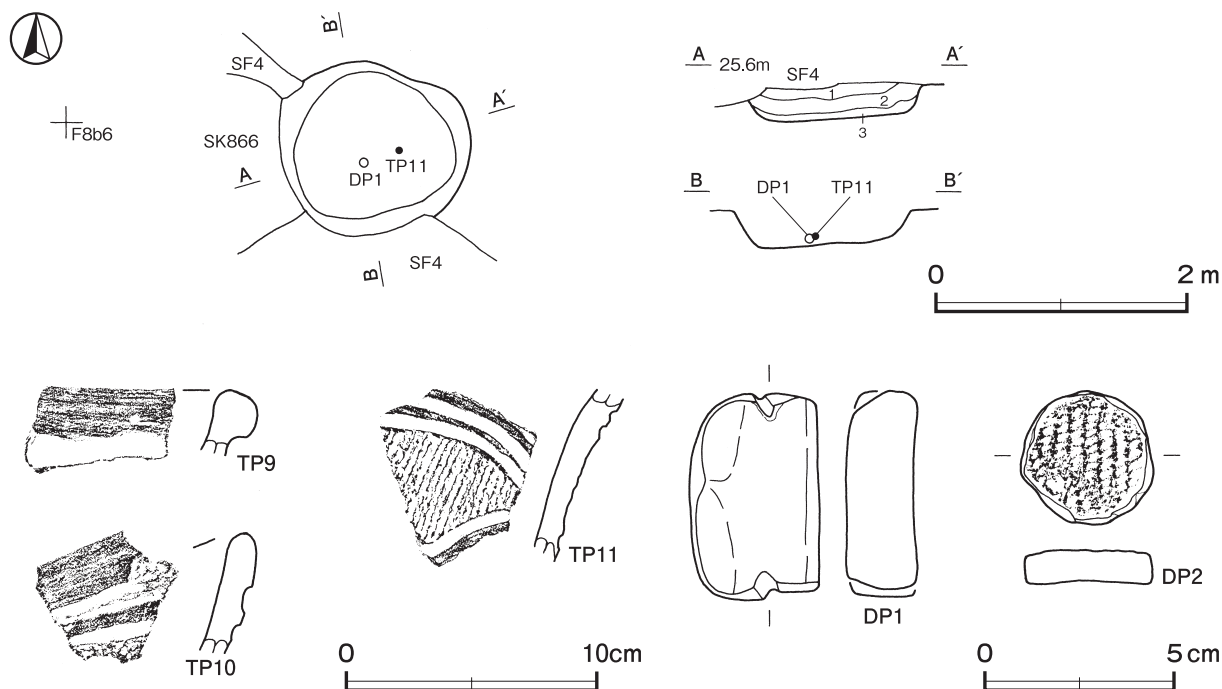 B´
SF4
F8b6
SK866
A´
A
TP11
DP1
B
SF4
A 25.6m SF4 A´
1
2
3
B DP1 TP11 B´
0 2 m
TP9
TP11
DP1
DP2
TP10
0 10cm
0 5 cm